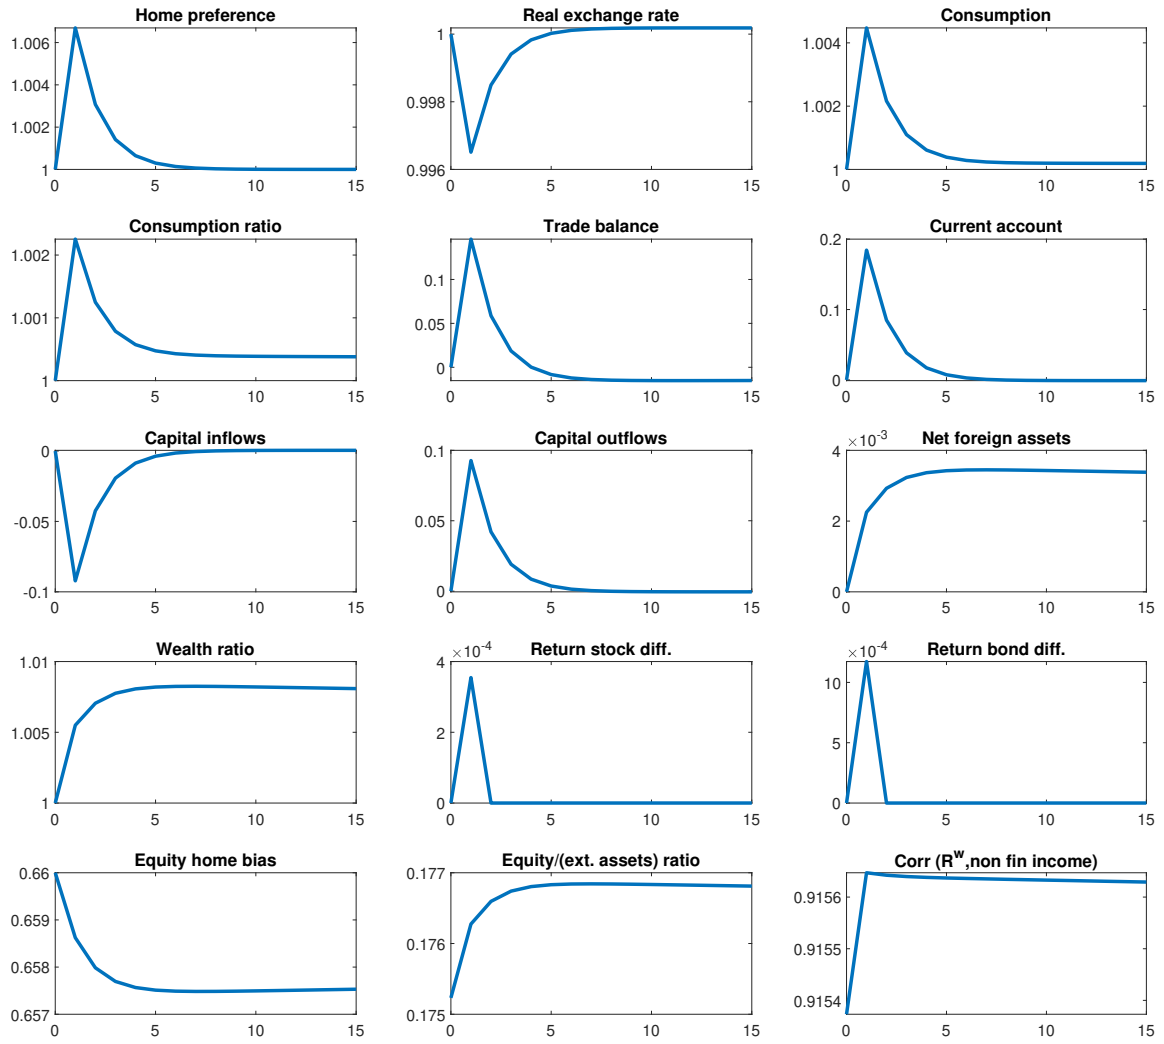 Home preference
1.006
1.004
1.002
1
0 5 10 15
Real exchange rate
1
0.998
0.996
0 5 10 15
Consumption
1.004
1.002
1
0 5 10 15
Consumption ratio
1.002
1.001
1
0 5 10 15
Trade balance
0.1
0.05
0
0 5 10 15
Current account
0.2
0.1
0
0 5 10 15
Capital inflows
0
-0.05
-0.1
0 5 10 15
Capital outflows
0.1
0.05
0
0 5 10 15
Net foreign assets
×10⁻³
4
2
0
0 5 10 15
Wealth ratio
1.01
1.005
1
0 5 10 15
Return stock diff.
×10⁻⁴
4
2
0
0 5 10 15
Return bond diff.
×10⁻⁴
10
5
0
0 5 10 15
Equity home bias
0.66
0.659
0.658
0.657
0 5 10 15
Equity/(ext. assets) ratio
0.177
0.176
0.175
0 5 10 15
Corr (Rʷ,non fin income)
0.9156
0.9155
0.9154
0 5 10 15